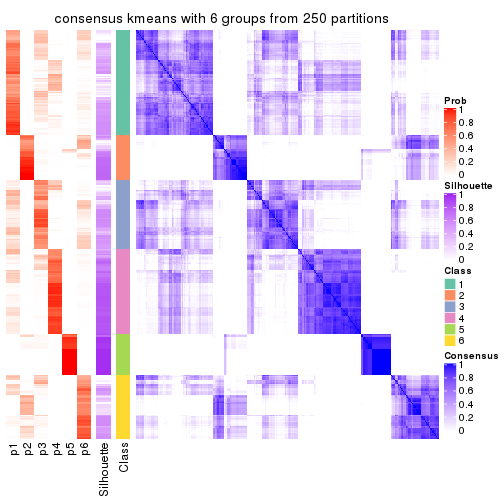 consensus kmeans with 6 groups from 250 partitions
Prob
1
0.8
0.6
0.4
0.2
0
Silhouette
1
0.8
0.6
0.4
0.2
0
Class
1
2
3
4
5
6
Consensus
1
0.8
0.6
0.4
0.2
0
p1
p2
p3
p4
p5
p6
Silhouette
Class